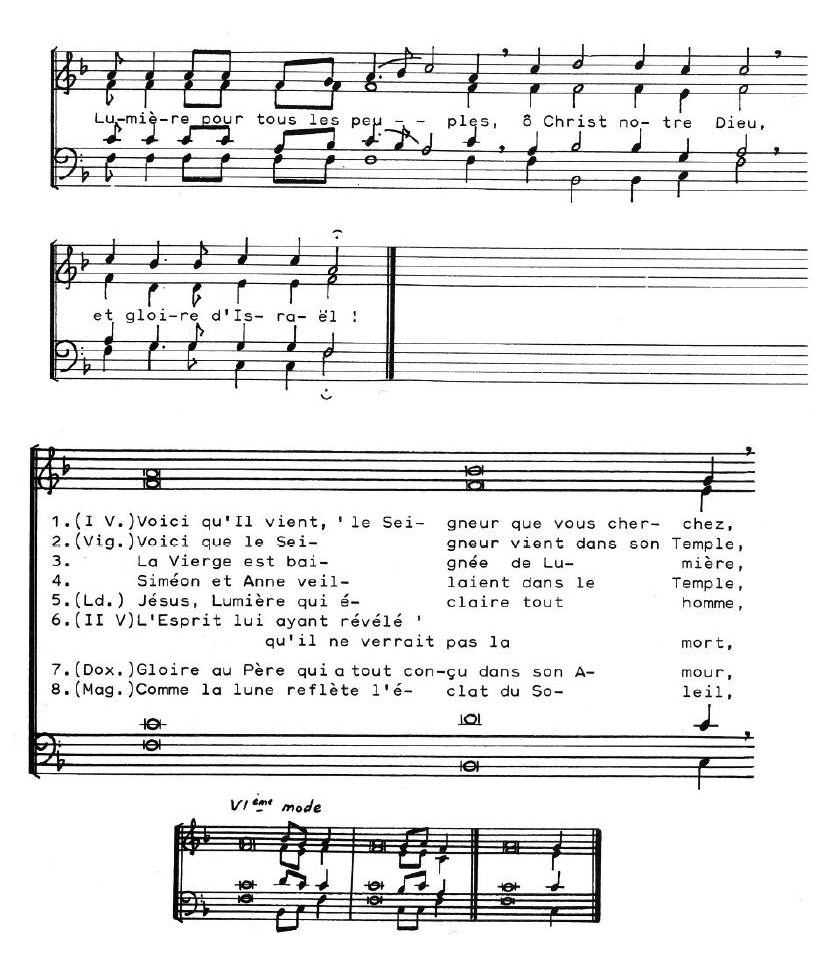 Lu-miè-re pour tous les peu - - ples, ô Christ no- tre Dieu,
et gloi-re d'Is- ra- ël !
1.(I V.)Voici qu'Il vient, ' le Sei- gneur que vous cher- chez,
2.(Vig.)Voici que le Sei- gneur vient dans son Temple,
3. La Vierge est bai- gnée de Lu- mière,
4. Siméon et Anne veil- laient dans le Temple,
5.(Ld.) Jésus, Lumière qui é- claire tout homme,
6.(II V)L'Esprit lui ayant révélé '
qu'il ne verrait pas la mort,
7.(Dox.)Gloire au Père qui a tout con-çu dans son A- mour,
8.(Mag.)Comme la lune reflète l'é- clat du So- leil,
VIème mode